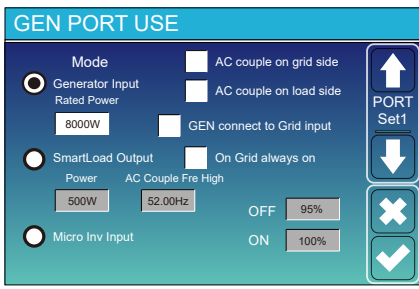 GEN PORT USE
Mode
AC couple on grid side
Generator Input
AC couple on load side
Rated Power
PORT
Set1
8000W
GEN connect to Grid input
SmartLoad Output
On Grid always on
Power
AC Couple Fre High
500W
52.00Hz
OFF
95%
Micro Inv Input
ON
100%